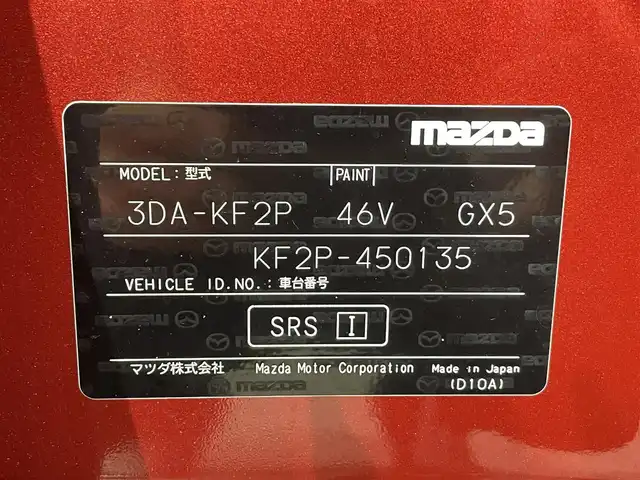 mazda
MODEL：型式 |PAINT|
3DA-KF2P 46V GX5
KF2P-450135
VEHICLE ID.NO.：車台番号
SRS I
マツダ株式会社 Mazda Motor Corporation Made in Japan
(D10A)